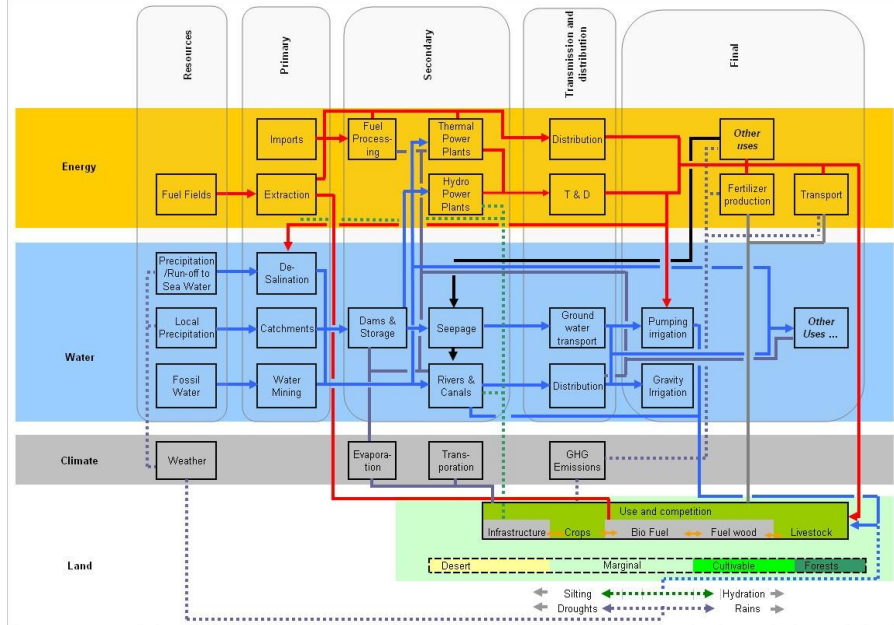 Resources
Primary
Secondary
Transmission and
distribution
Final
Energy
Imports
Fuel
Process-
ing
Thermal
Power
Plants
Distribution
Other
uses
Fuel Fields
Extraction
Hydro
Power
Plants
T & D
Fertilizer
production
Transport
Water
Precipitation
/Run-off to
Sea Water
De-
Salination
Local
Precipitation
Catchments
Dams &
Storage
Seepage
Ground
water
transport
Pumping
irrigation
Other
Uses ...
Fossil
Water
Water
Mining
Rivers &
Canals
Distribution
Gravity
Irrigation
Climate
Weather
Evapora-
tion
Trans-
poration
GHG
Emissions
Land
Use and competition
Infrastructure
Crops
Bio Fuel
Fuel wood
Livestock
Desert
Marginal
Cultivable
Forests
Silting
Hydration
Droughts
Rains